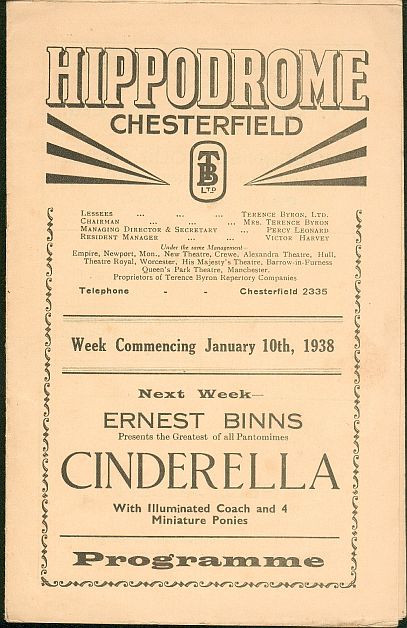 HIPPODROME
CHESTERFIELD
TB
LTD
LESSEES ... ... ... TERENCE BYRON, LTD.
CHAIRMAN ... ... ... MRS. TERENCE BYRON
MANAGING DIRECTOR & SECRETARY ... PERCY LEONARD
RESIDENT MANAGER ... ... VICTOR HARVEY
Under the same Management—
Empire, Newport, Mon., New Theatre, Crewe, Alexandra Theatre, Hull,
Theatre Royal, Worcester, His Majesty's Theatre, Barrow-in-Furness
Queen's Park Theatre, Manchester.
Proprietors of Terence Byron Repertory Companies
Telephone - - - Chesterfield 2335
Week Commencing January 10th, 1938
Next Week—
ERNEST BINNS
Presents the Greatest of all Pantomimes
CINDERELLA
With Illuminated Coach and 4
Miniature Ponies
Programme